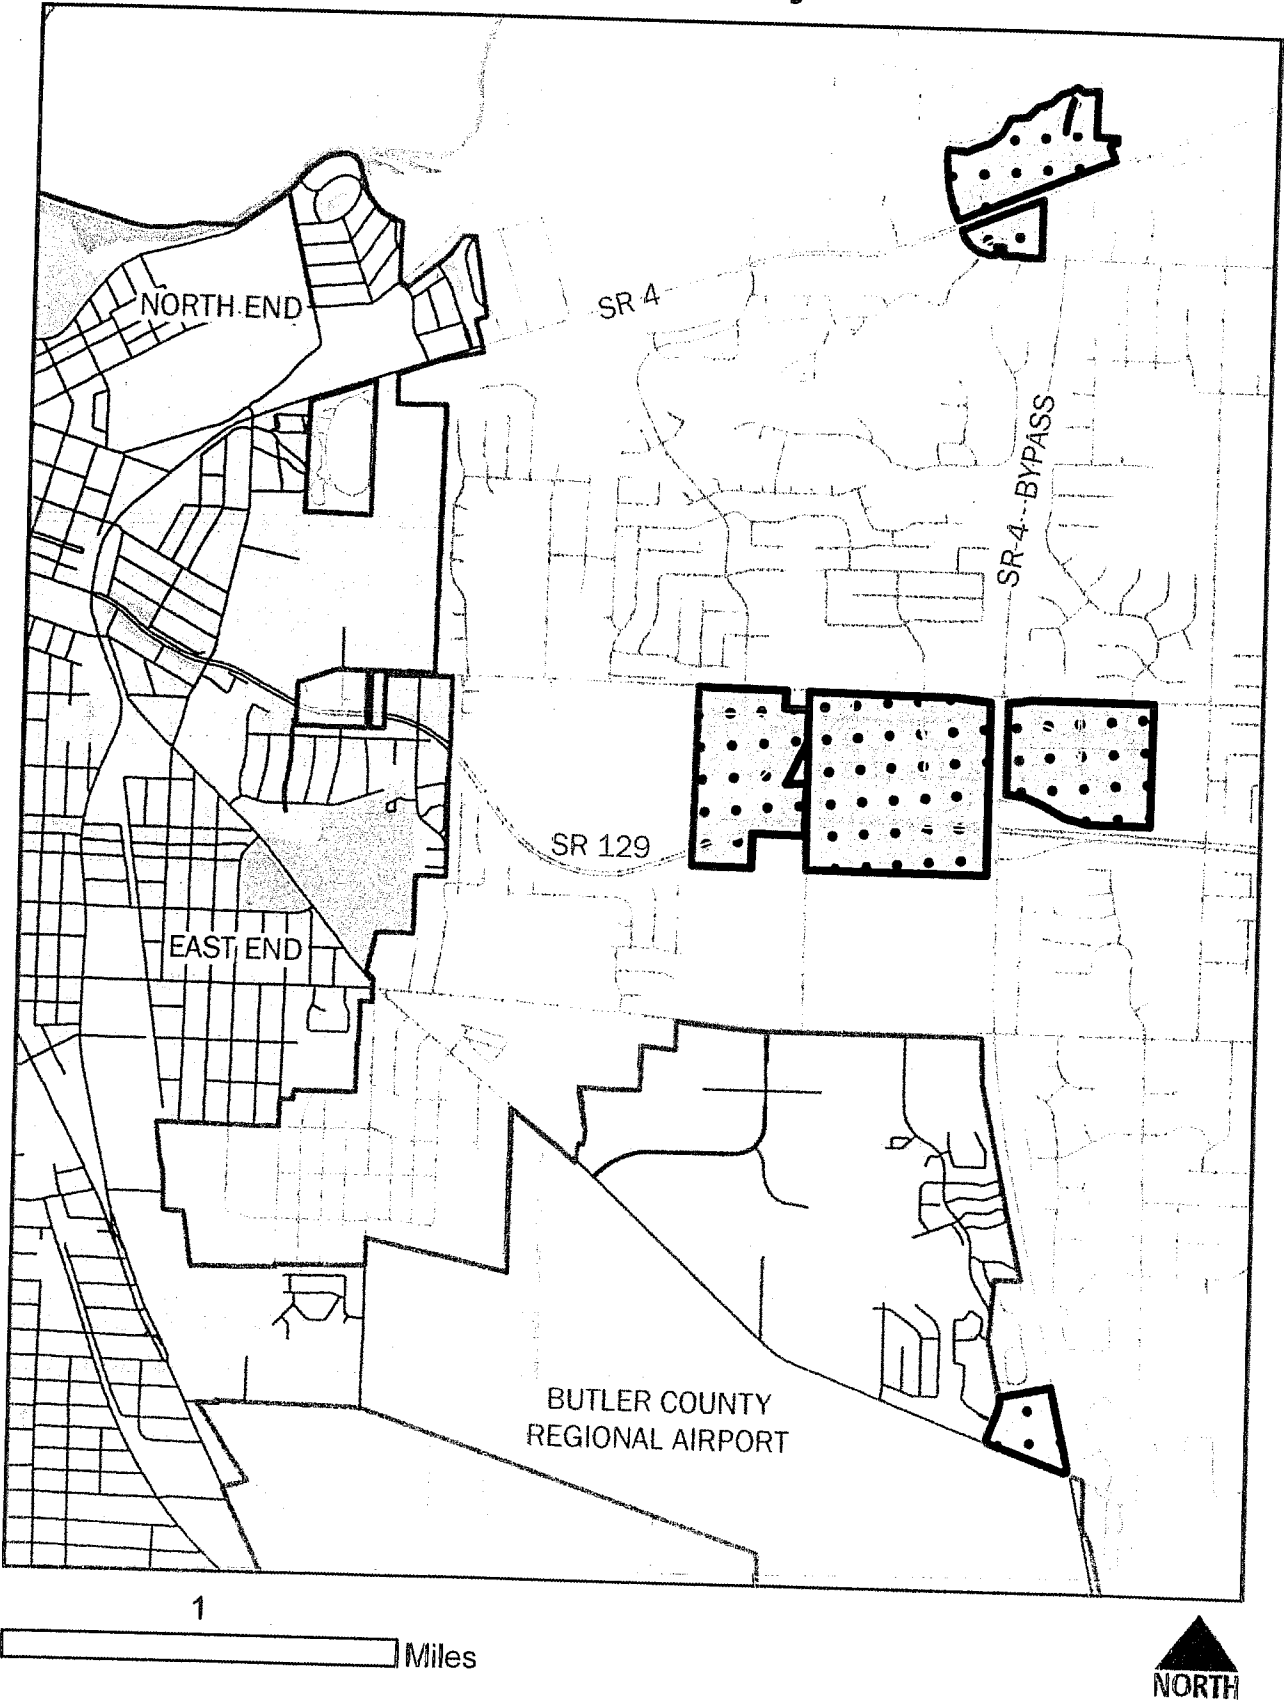 NORTH END
SR 4
SR 4 BYPASS
SR 129
EAST END
BUTLER COUNTY
REGIONAL AIRPORT
1
Miles
NORTH